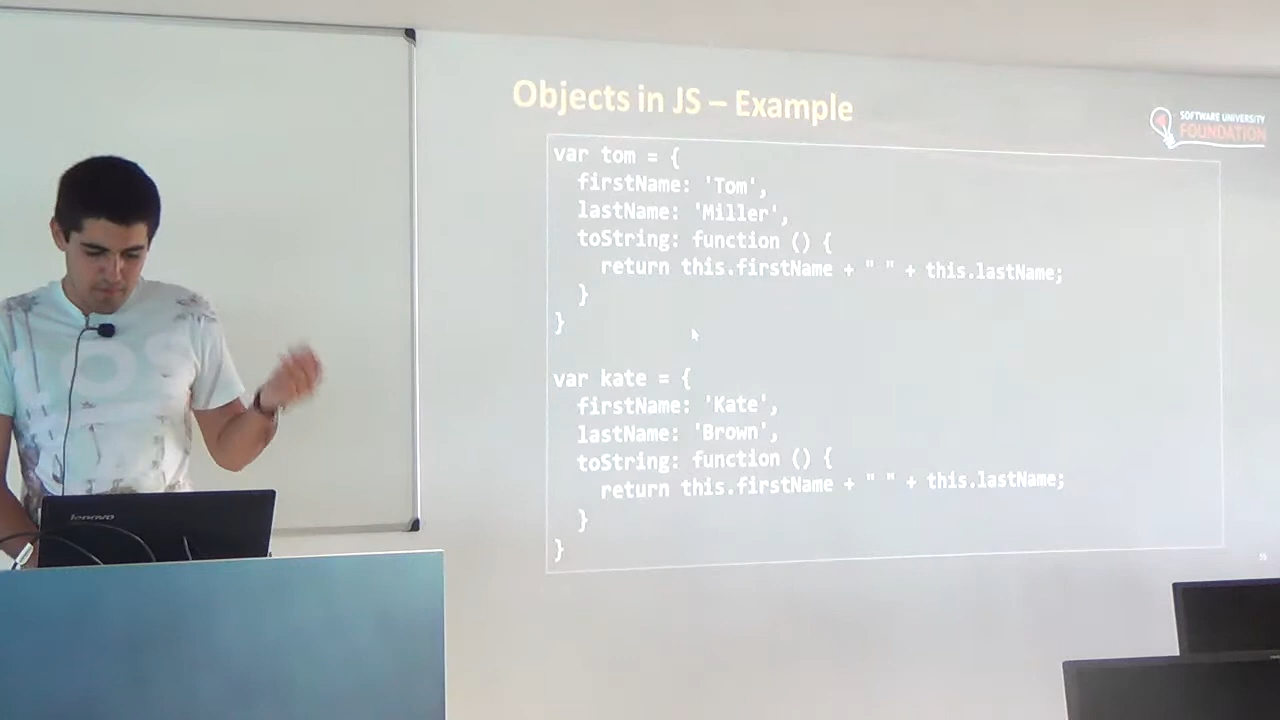 Objects in JS – Example
SOFTWARE UNIVERSITY
FOUNDATION
var tom = {
firstName: 'Tom',
lastName: 'Miller',
toString: function () {
return this.firstName + " " + this.lastName;
}
}
var kate = {
firstName: 'Kate',
lastName: 'Brown',
toString: function () {
return this.firstName + " " + this.lastName;
}
}
lenovo